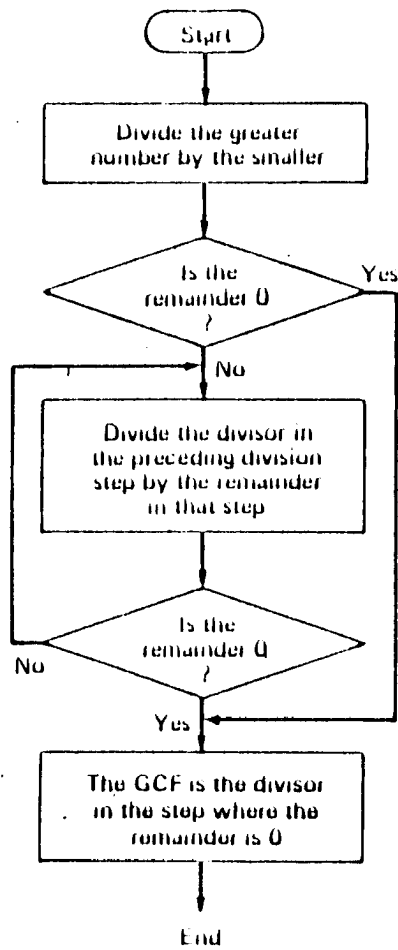 Start
Divide the greater
number by the smaller
Is the
remainder 0
?
Yes
No
Divide the divisor in
the preceding division
step by the remainder
in that step
Is the
remainder 0
?
No
Yes
The GCF is the divisor
in the step where the
remainder is 0
End